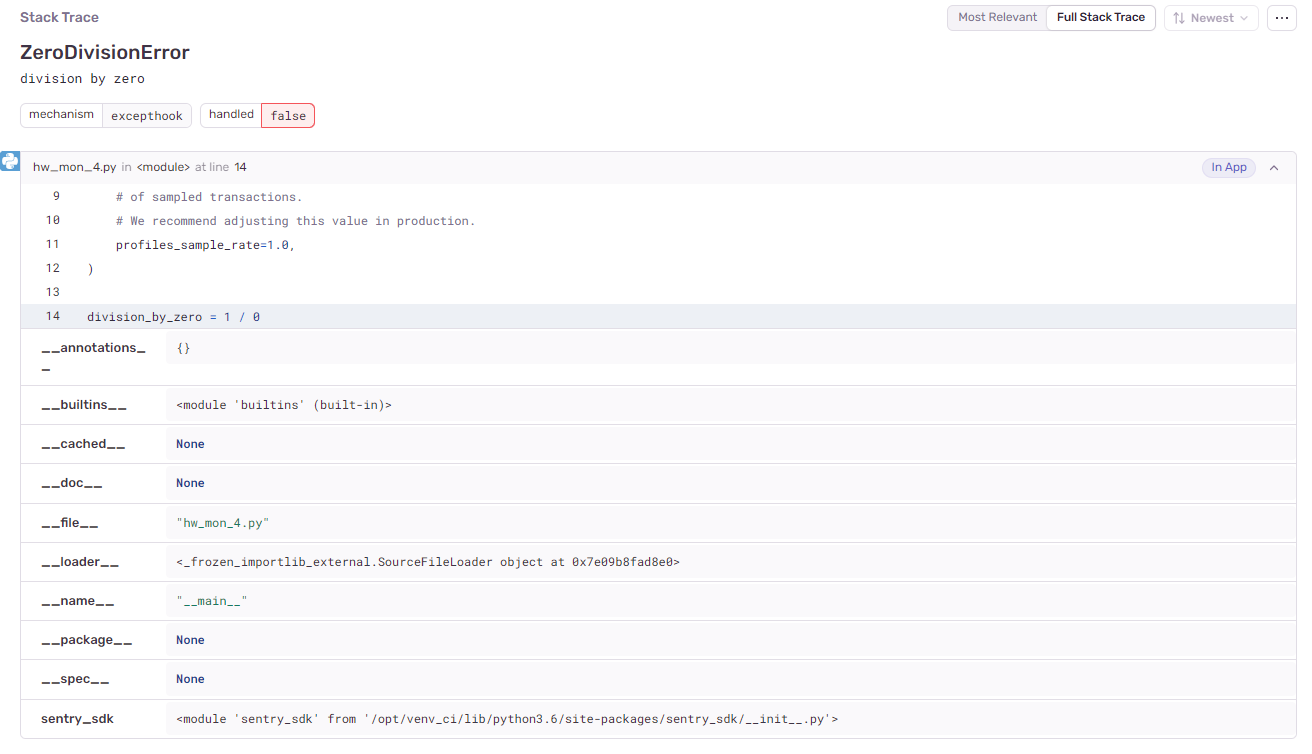 Stack Trace
Most Relevant
Full Stack Trace
Newest
ZeroDivisionError
division by zero
mechanism excepthook handled false
hw_mon_4.py in <module> at line 14
In App
9 # of sampled transactions.
10 # We recommend adjusting this value in production.
11 profiles_sample_rate=1.0,
12 )
13
14 division_by_zero = 1 / 0
__annotations_ {}
_
__builtins__ <module 'builtins' (built-in)>
__cached__ None
__doc__ None
__file__ "hw_mon_4.py"
__loader__ <_frozen_importlib_external.SourceFileLoader object at 0x7e09b8fad8e0>
__name__ "__main__"
__package__ None
__spec__ None
sentry_sdk <module 'sentry_sdk' from '/opt/venv_ci/lib/python3.6/site-packages/sentry_sdk/__init__.py'>